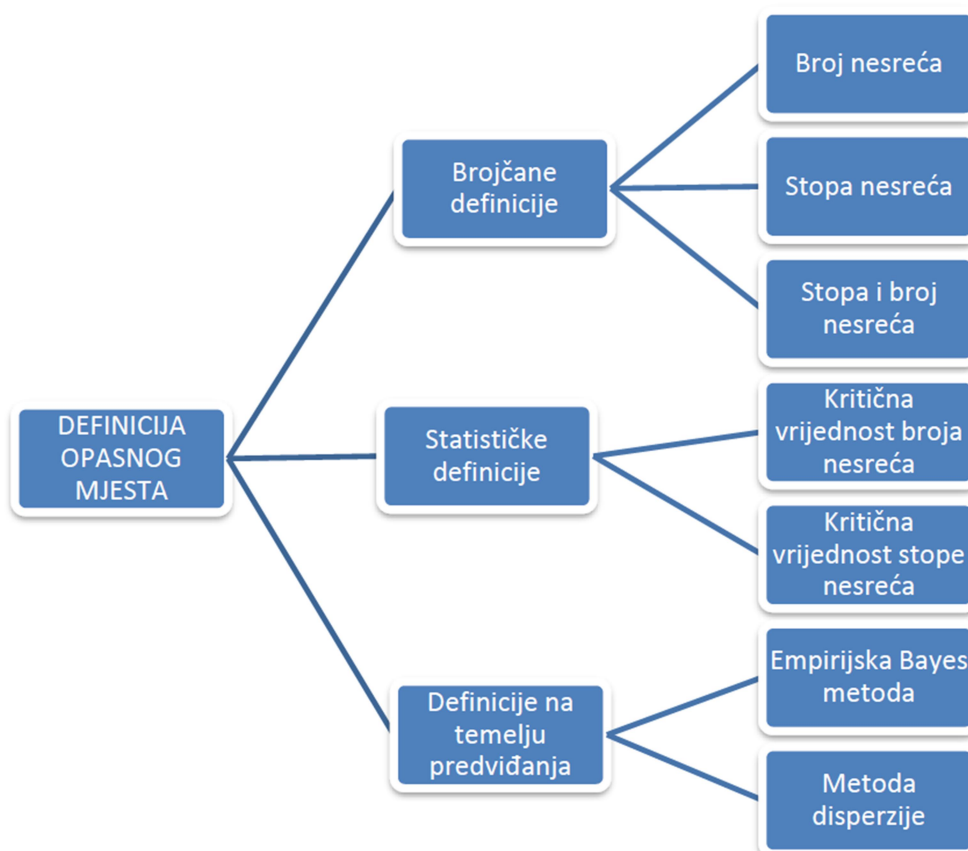 DEFINICIJA
OPASNOG
MJESTA
Brojčane
definicije
Broj nesreća
Stopa nesreća
Stopa i broj
nesreća
Statističke
definicije
Kritična
vrijednost broja
nesreća
Kritična
vrijednost stope
nesreća
Definicije na
temelju
predviđanja
Empirijska Bayes
metoda
Metoda
disperzije